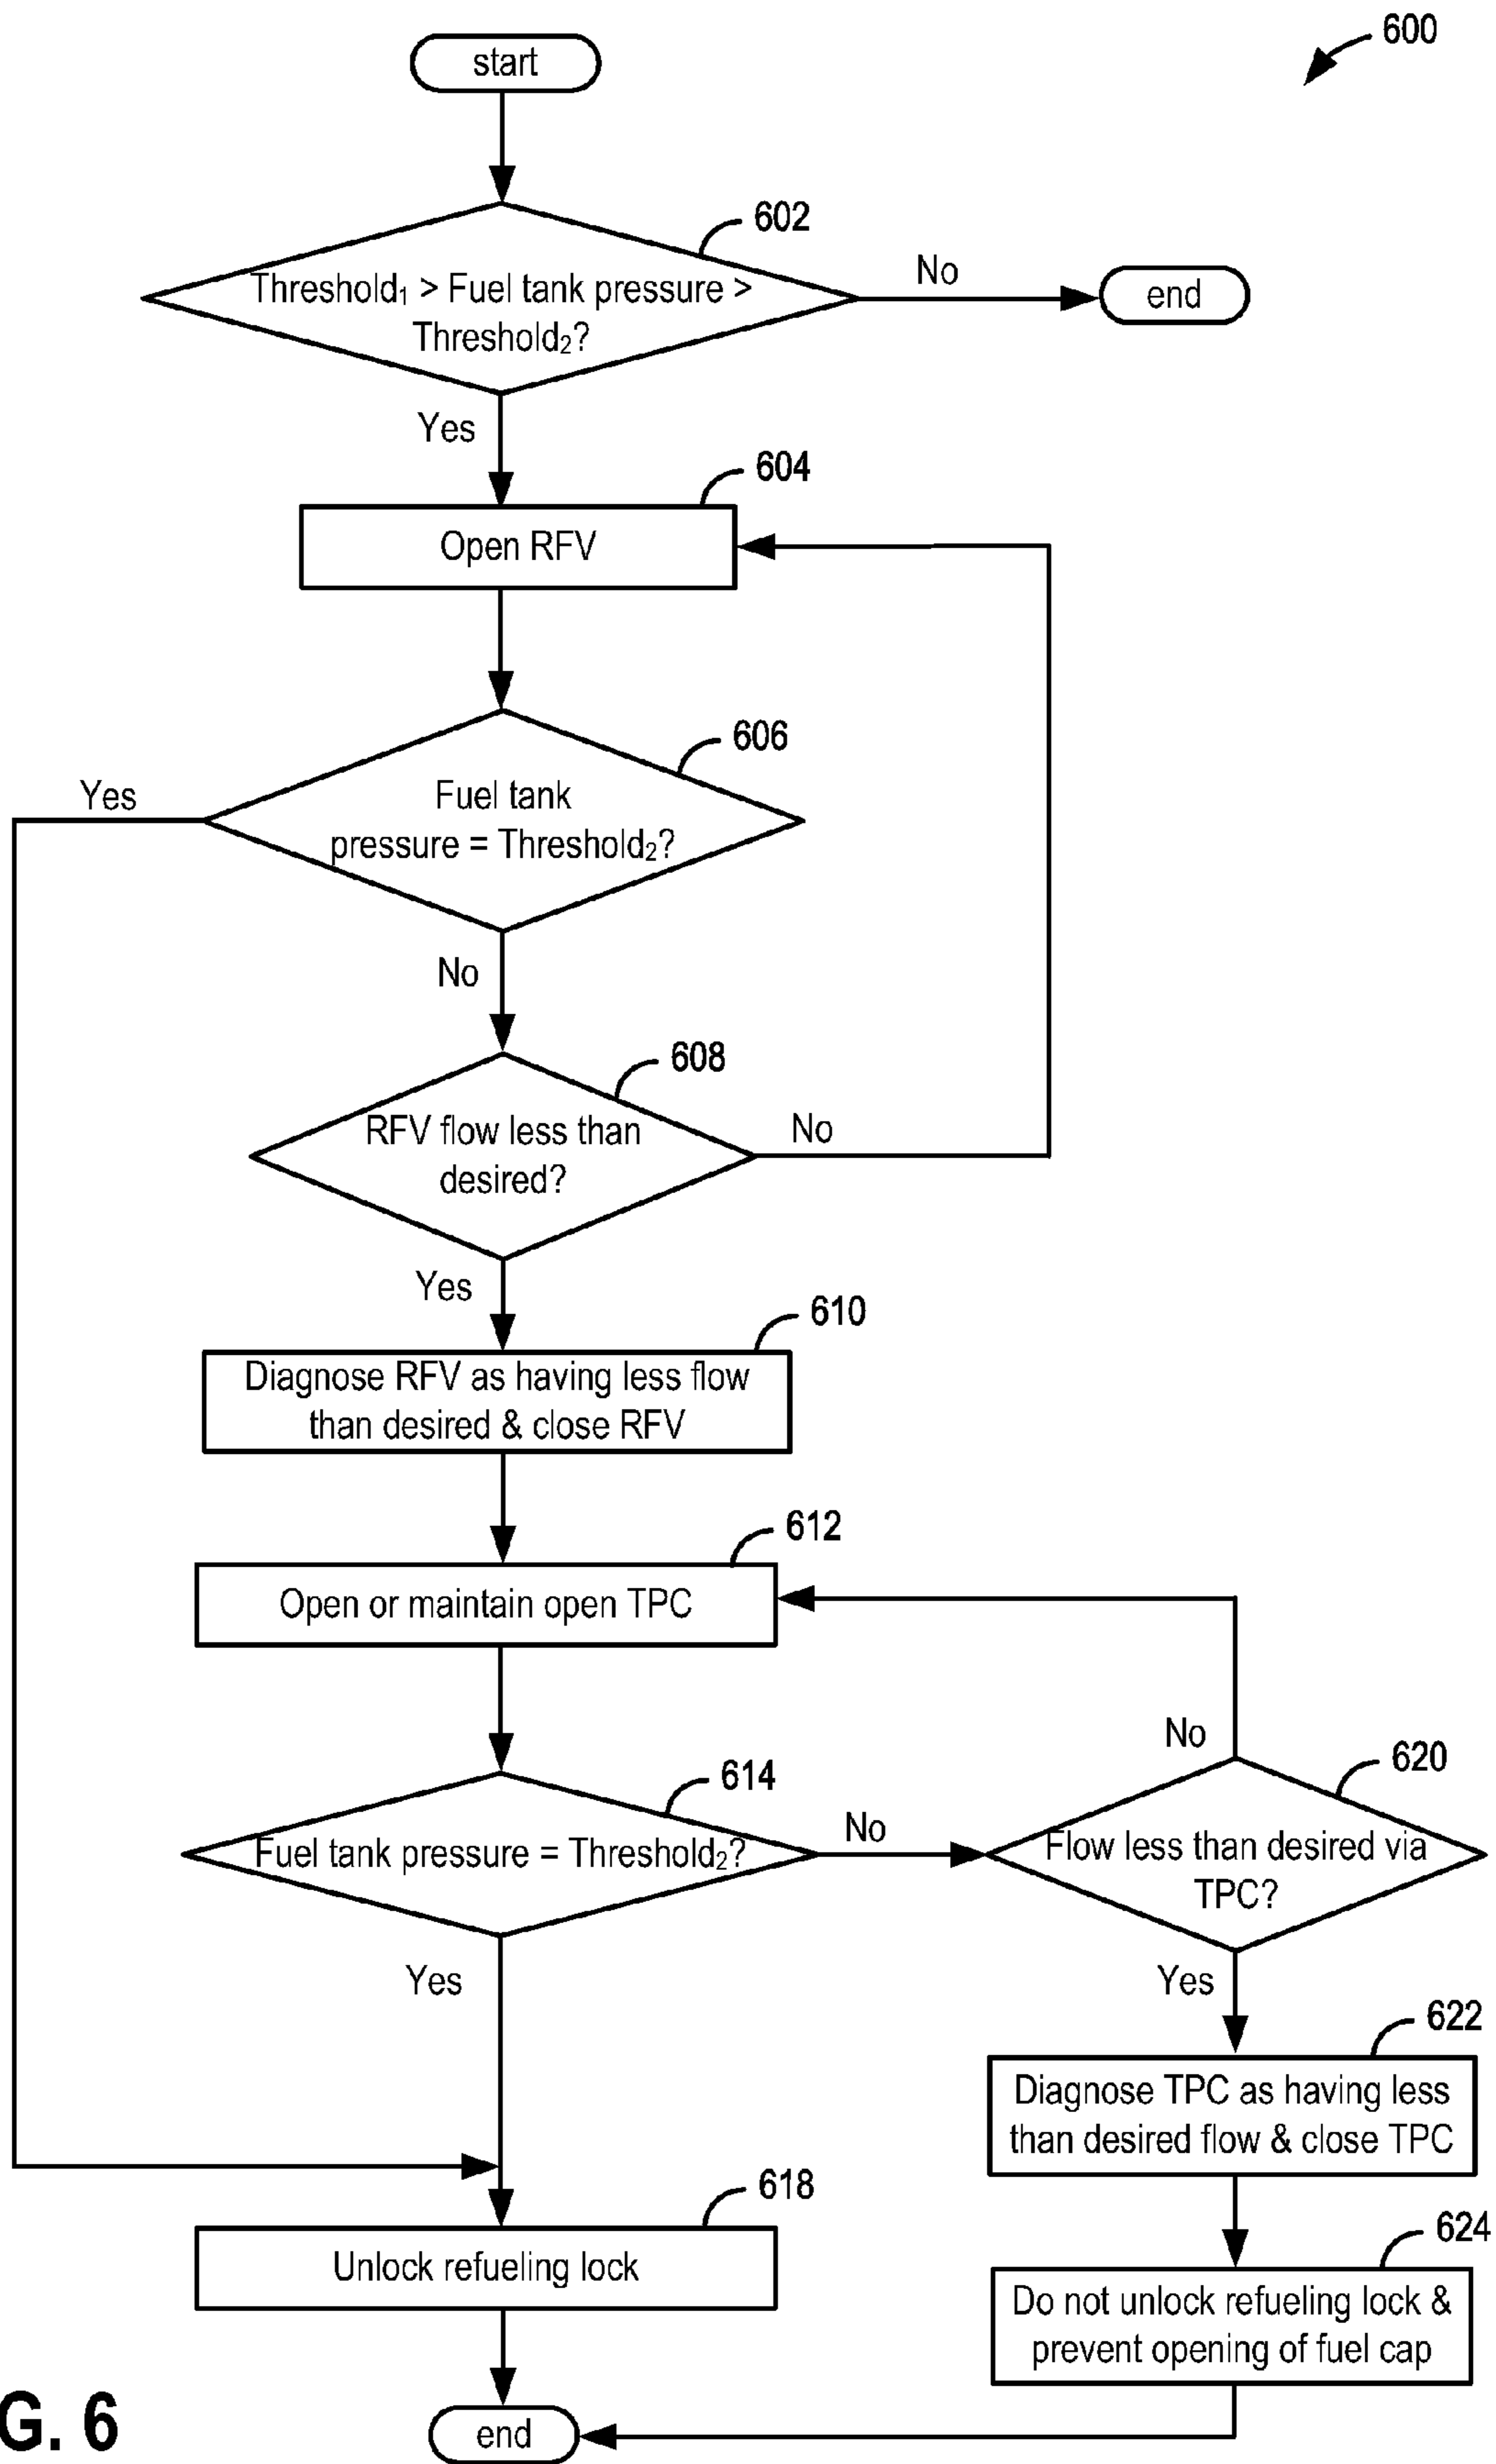 600
start
602
Threshold₁ > Fuel tank pressure >
Threshold₂?
No
end
Yes
604
Open RFV
606
Yes
Fuel tank
pressure = Threshold₂?
No
608
RFV flow less than
desired?
No
Yes
610
Diagnose RFV as having less flow
than desired & close RFV
612
Open or maintain open TPC
614
Fuel tank pressure = Threshold₂?
No
No
620
Flow less than desired via
TPC?
Yes
Yes
622
Diagnose TPC as having less
than desired flow & close TPC
618
Unlock refueling lock
624
Do not unlock refueling lock &
prevent opening of fuel cap
end
G. 6